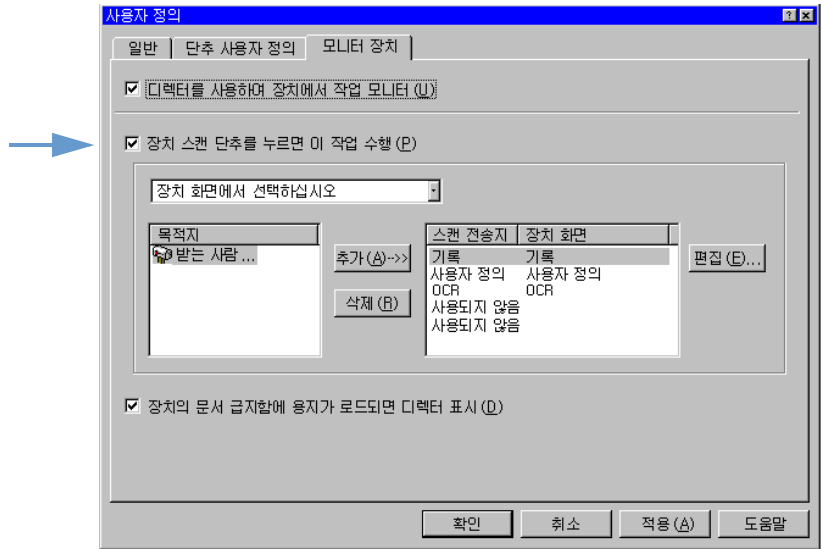 사용자 정의
일반 단추 사용자 정의 모니터 장치
디렉터를 사용하여 장치에서 작업 모니터(U)
장치 스캔 단추를 누르면 이 작업 수행(P)
장치 화면에서 선택하십시오
목적지
받는 사람 ...
추가(A)-->>
삭제(R)
스캔 전송지 장치 화면
기록 기록
사용자 정의 사용자 정의
OCR OCR
사용되지 않음
사용되지 않음
편집(E)...
장치의 문서 급지함에 용지가 로드되면 디렉터 표시(D)
확인 취소 적용(A) 도움말